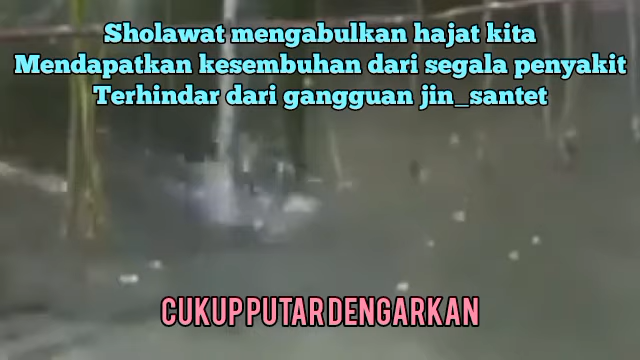 Sholawat mengabulkan hajat kita
Mendapatkan kesembuhan dari segala penyakit
Terhindar dari gangguan jin_santet
CUKUP PUTAR DENGARKAN